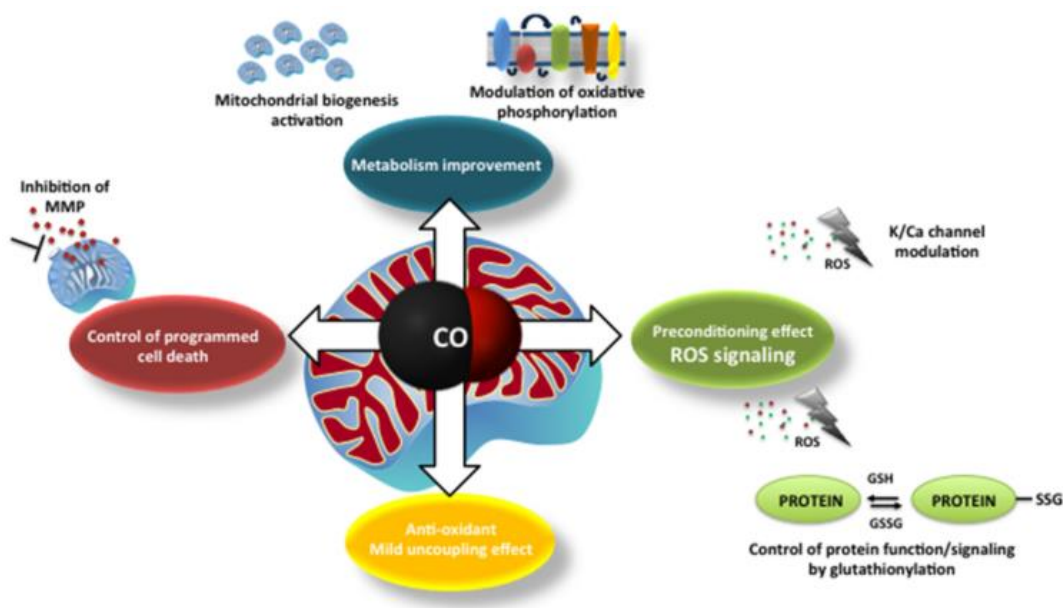 Mitochondrial biogenesis
activation
Modulation of oxidative
phosphorylation
Metabolism improvement
Inhibition of
MMP
K/Ca channel
modulation
ROS
Control of programmed
cell death
CO
Preconditioning effect
ROS signaling
ROS
Anti-oxidant
Mild uncoupling effect
PROTEIN
GSH
GSSG
PROTEIN
SSG
Control of protein function/signaling
by glutathionylation